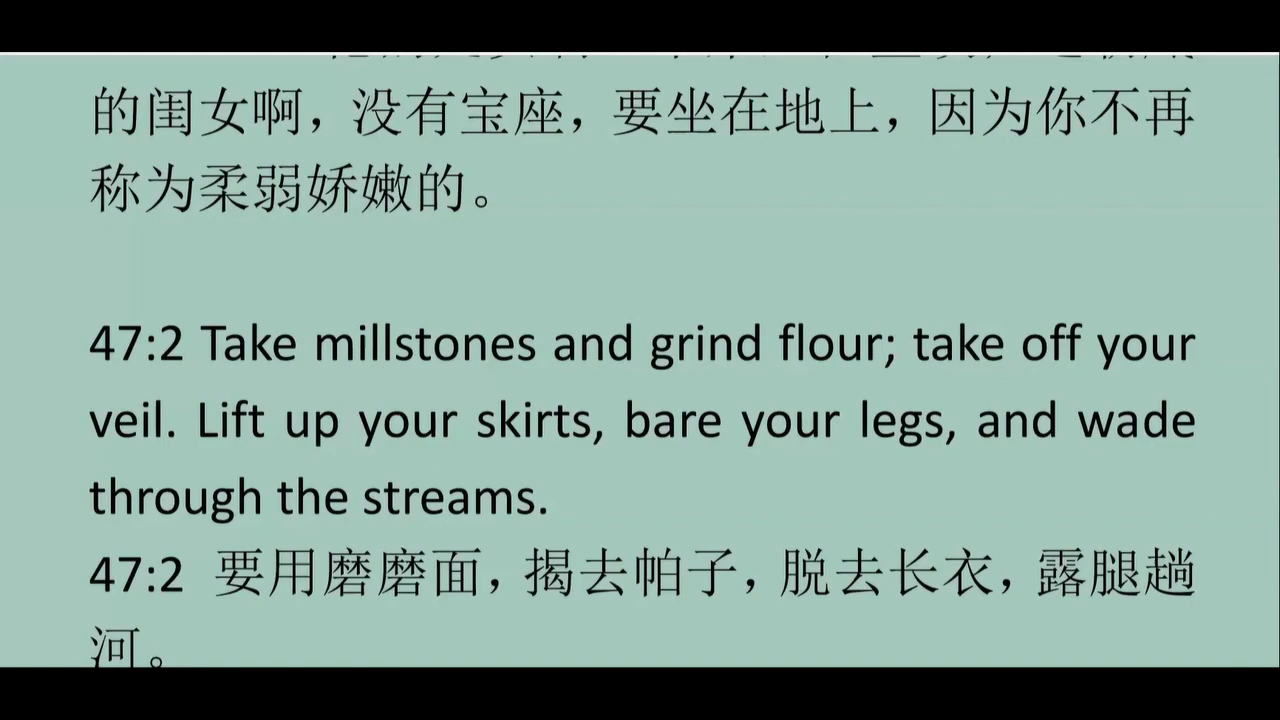 的闺女啊，没有宝座，要坐在地上，因为你不再
称为柔弱娇嫩的。
47:2 Take millstones and grind flour; take off your
veil. Lift up your skirts, bare your legs, and wade
through the streams.
47:2 要用磨磨面，揭去帕子，脱去长衣，露腿趟
河。